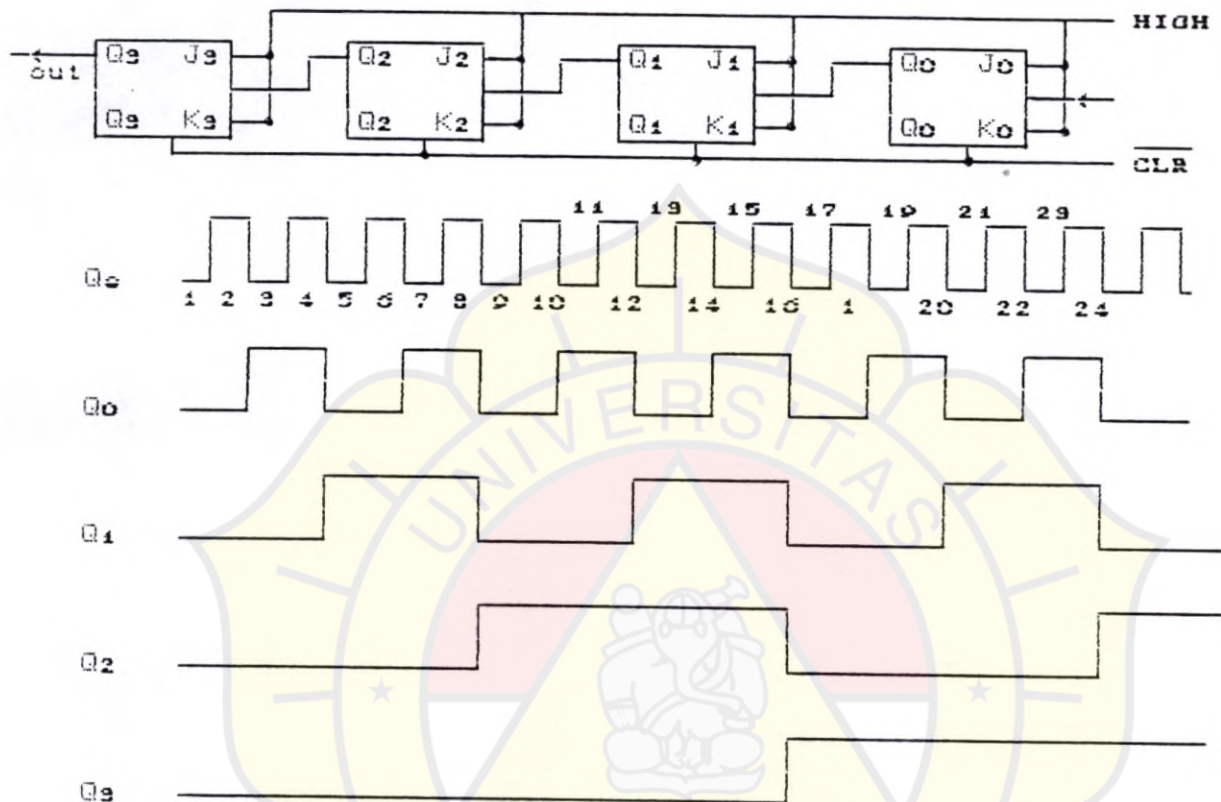 HIGH
Q3 J3 Q2 J2 Q1 J1 Q0 J0
out
Q3 K3 Q2 K2 Q1 K1 Q0 K0
CLR
11 13 15 17 19 21 23
1 2 3 4 5 6 7 8 9 10 12 14 16 1 20 22 24
Q0
Q1
Q2
Q3
UNIVERSITAS